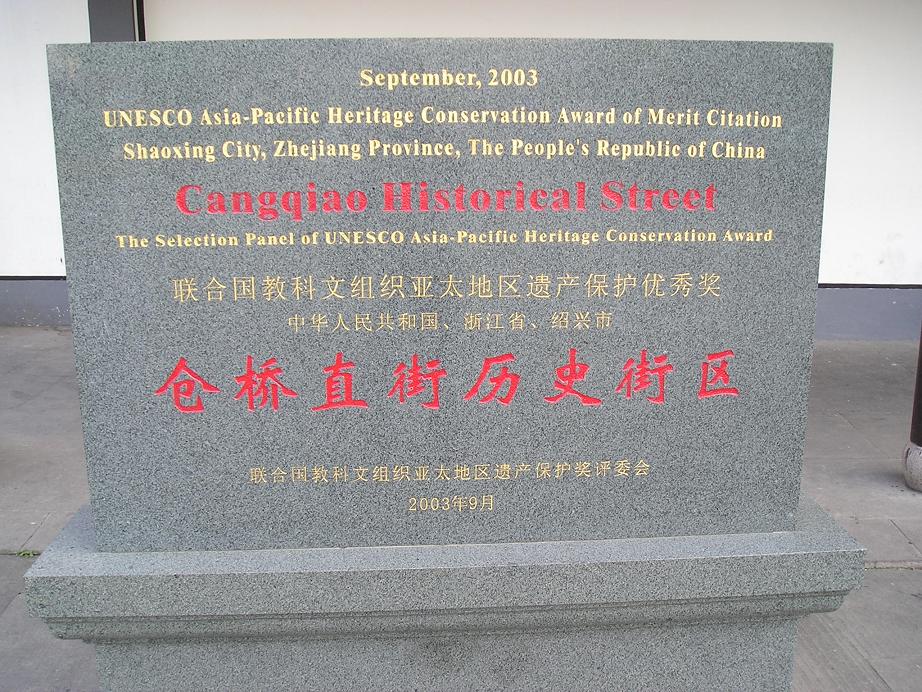 September, 2003
UNESCO Asia-Pacific Heritage Conservation Award of Merit Citation
Shaoxing City, Zhejiang Province, The People's Republic of China
Cangqiao Historical Street
The Selection Panel of UNESCO Asia-Pacific Heritage Conservation Award
联合国教科文组织亚太地区遗产保护优秀奖
中华人民共和国、浙江省、绍兴市
仓桥直街历史街区
联合国教科文组织亚太地区遗产保护奖评委会
2003年9月